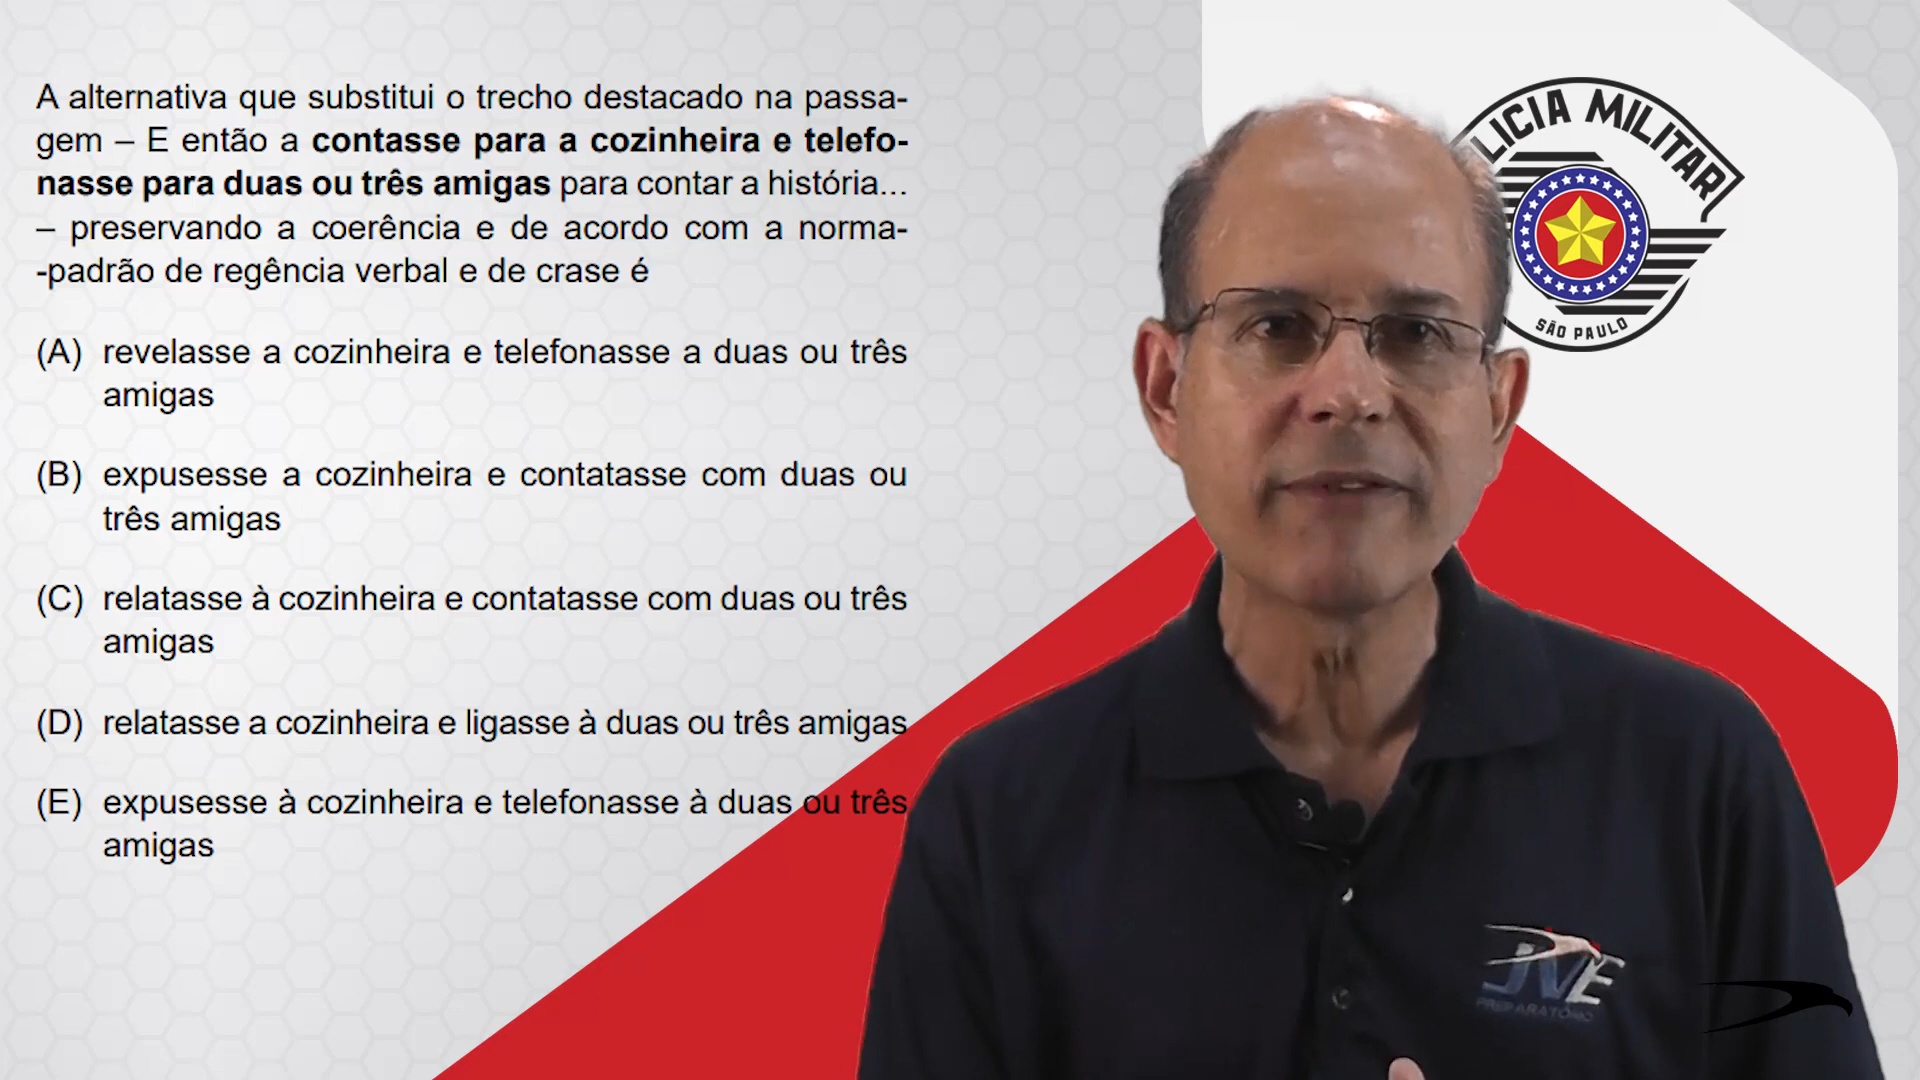 A alternativa que substitui o trecho destacado na passa-
gem – E então a contasse para a cozinheira e telefo-
nasse para duas ou três amigas para contar a história...
– preservando a coerência e de acordo com a norma-
-padrão de regência verbal e de crase é
(A) revelasse a cozinheira e telefonasse a duas ou três
amigas
(B) expusesse a cozinheira e contatasse com duas ou
três amigas
(C) relatasse à cozinheira e contatasse com duas ou três
amigas
(D) relatasse a cozinheira e ligasse à duas ou três amigas
(E) expusesse à cozinheira e telefonasse à duas ou três
amigas
LICIA MILITAR
SÃO PAULO
JVE
PREPARATÓRIO